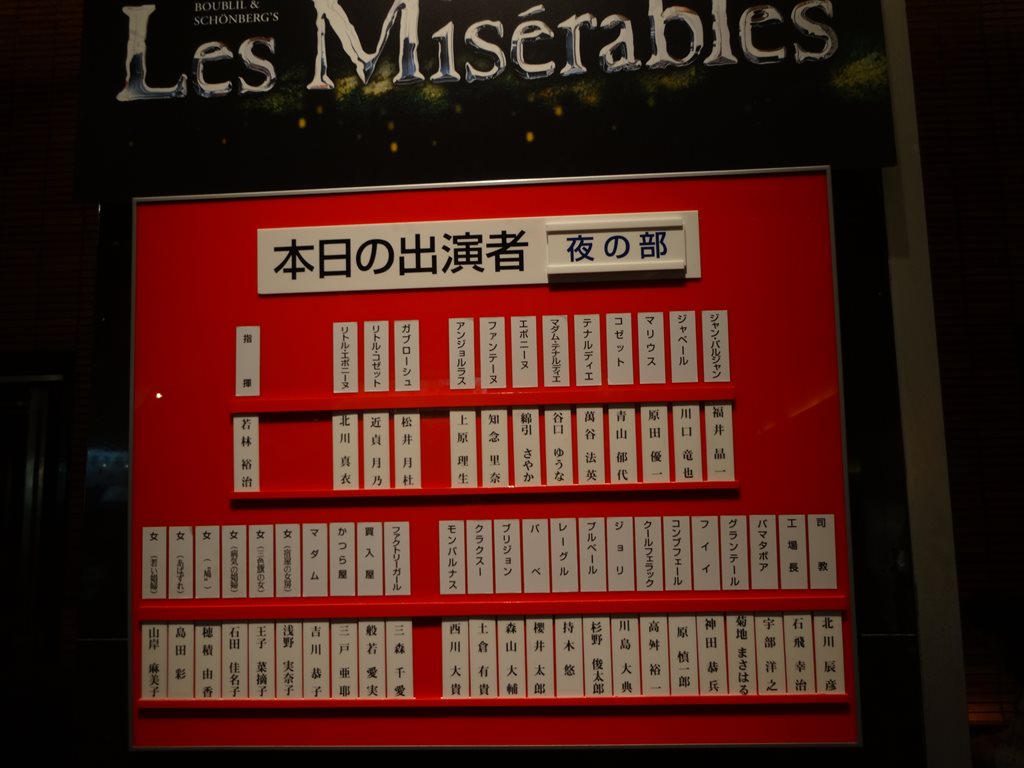 BOUBLIL &
SCHÖNBERG'S
Les Misérables
本日の出演者 夜の部
ジャン・バルジャン
ジャベール
マリウス
コゼット
テナルディエ
マダム・テナルディエ
エポニーヌ
ファンテーヌ
アンジョルラス
ガブローシュ
リトル・コゼット
リトル・エポニーヌ
指揮
福井 晶一
川口 竜也
原田 優一
青山 郁代
萬谷 法英
谷口 ゆうな
綿引 さやか
知念 里奈
上原 理生
松井 月杜
近貞 月乃
北川 真衣
若林 裕治
司教
工場長
バマタボア
グランテール
フイイ
コンブフェール
クールフェラック
ジョリ
プルベール
レーグル
バベ
ブリジョン
クラクスー
モンパルナス
ファクトリーガール
買入屋
かつら屋
マダム
女（宿屋の女房）
女（三色旗の女）
女（病気の娼婦）
女（“鳩”）
女（あばずれ）
女（若い娼婦）
北川 辰彦
石飛 幸治
宇部 洋之
菊地 まさはる
神田 恭兵
原 慎一郎
高舛 裕一
川島 大典
杉野 俊太郎
持木 悠
櫻井 太郎
森山 大輔
土倉 有貴
西川 大貴
三森 千愛
般若 愛実
三戸 亜耶
吉川 恭子
浅野 実奈子
王子 菜摘子
石田 佳名子
穂積 由香
島田 彩
山岸 麻美子